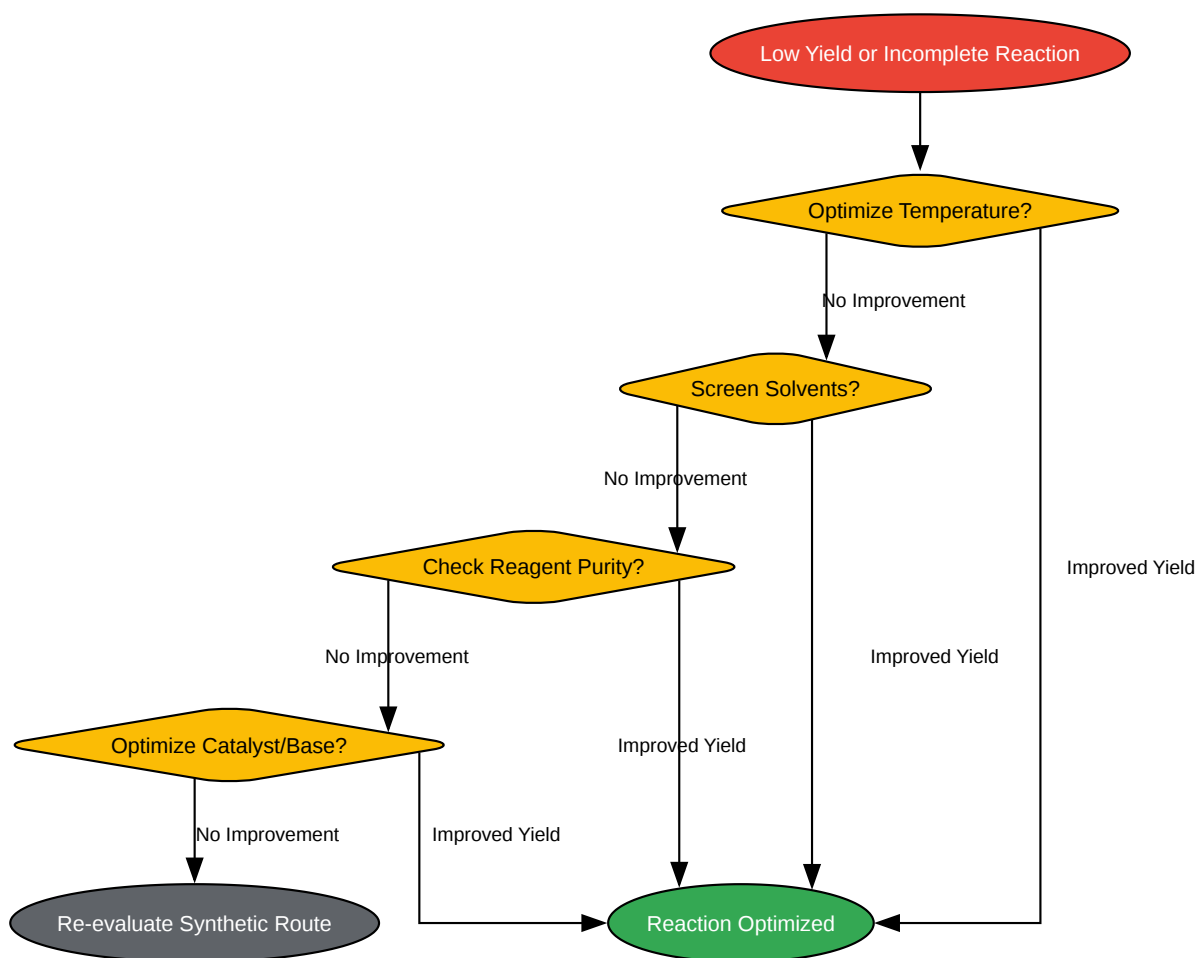 Low Yield or Incomplete Reaction
Optimize Temperature?
No Improvement
Screen Solvents?
No Improvement
Check Reagent Purity?
Improved Yield
No Improvement
Improved Yield
Optimize Catalyst/Base?
Improved Yield
No Improvement
Improved Yield
Re-evaluate Synthetic Route
Reaction Optimized